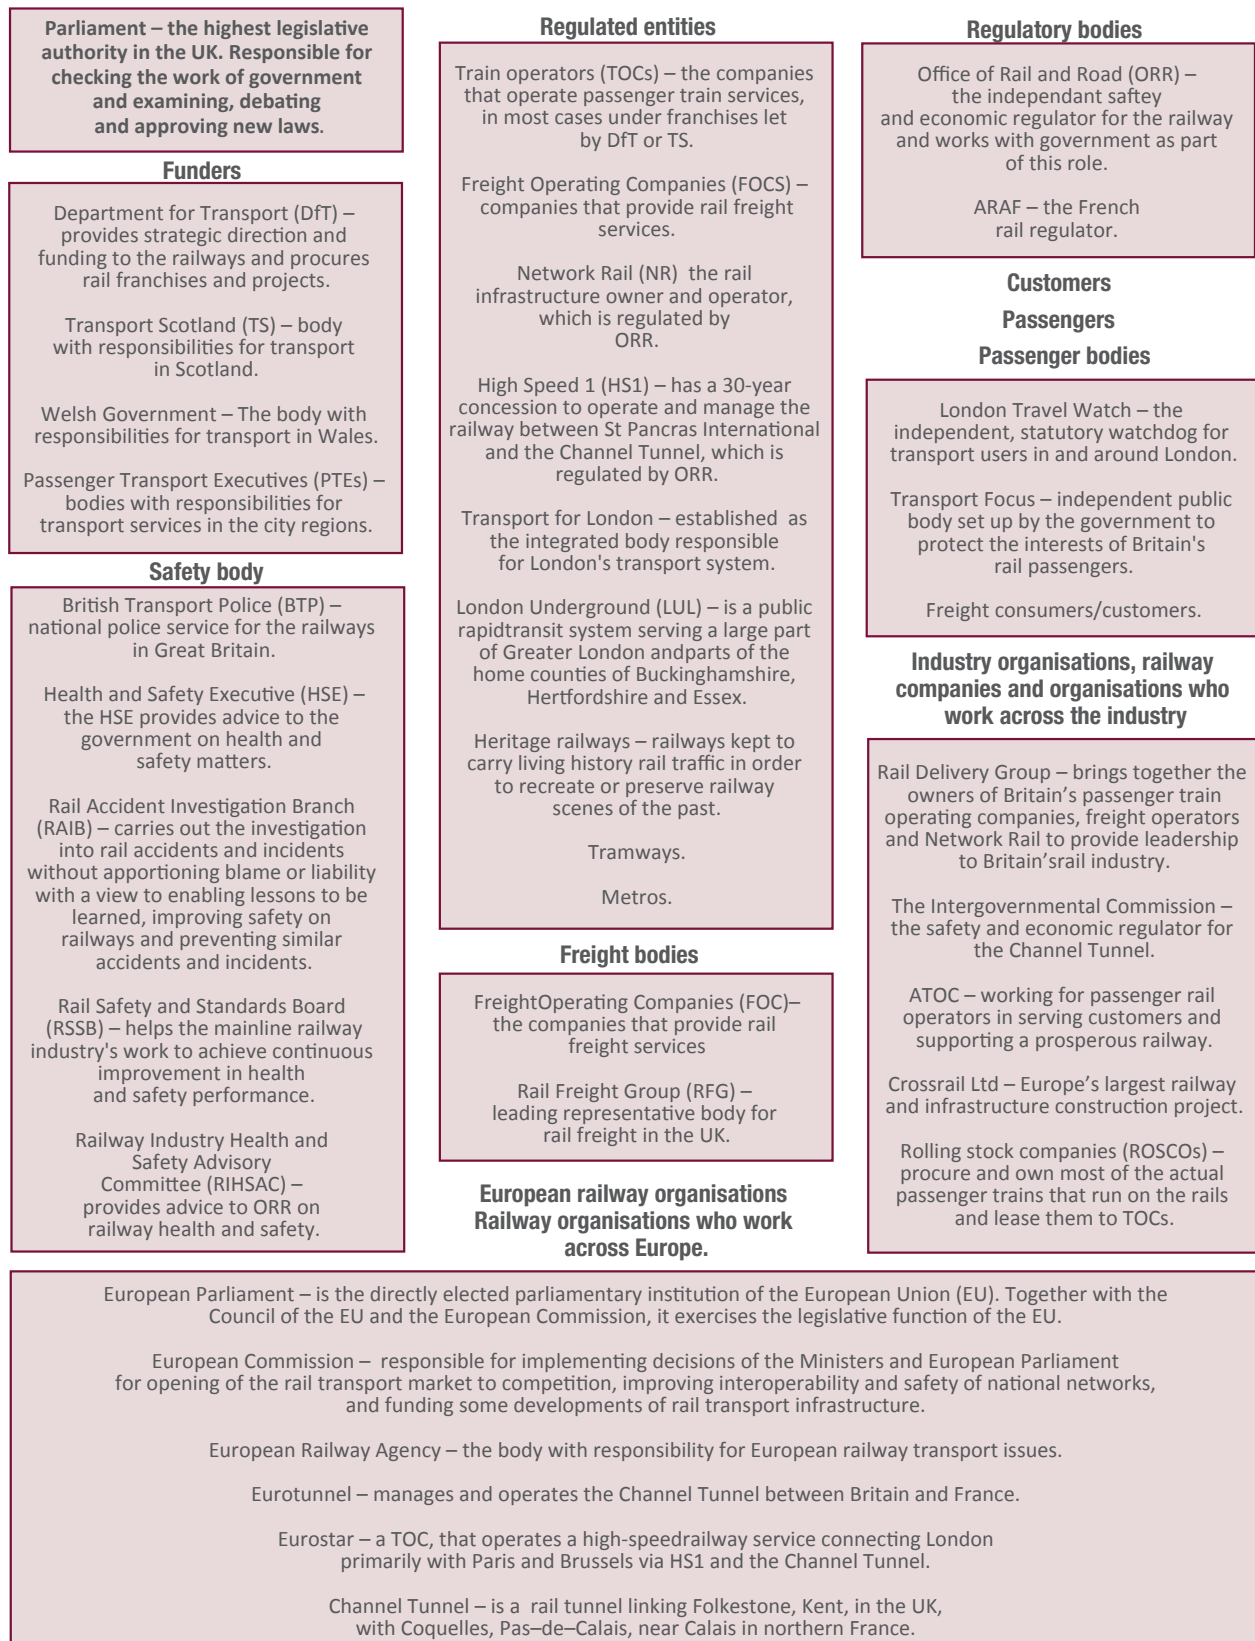 Parliament – the highest legislative
authority in the UK. Responsible for
checking the work of government
and examining, debating
and approving new laws.
Funders
Department for Transport (DfT) –
provides strategic direction and
funding to the railways and procures
rail franchises and projects.
Transport Scotland (TS) – body
with responsibilities for transport
in Scotland.
Welsh Government – The body with
responsibilities for transport in Wales.
Passenger Transport Executives (PTEs) –
bodies with responsibilities for
transport services in the city regions.
Safety body
British Transport Police (BTP) –
national police service for the railways
in Great Britain.
Health and Safety Executive (HSE) –
the HSE provides advice to the
government on health and
safety matters.
Rail Accident Investigation Branch
(RAIB) – carries out the investigation
into rail accidents and incidents
without apportioning blame or liability
with a view to enabling lessons to be
learned, improving safety on
railways and preventing similar
accidents and incidents.
Rail Safety and Standards Board
(RSSB) – helps the mainline railway
industry's work to achieve continuous
improvement in health
and safety performance.
Railway Industry Health and
Safety Advisory
Committee (RIHSAC) –
provides advice to ORR on
railway health and safety.
Regulated entities
Train operators (TOCs) – the companies
that operate passenger train services,
in most cases under franchises let
by DfT or TS.
Freight Operating Companies (FOCS) –
companies that provide rail freight
services.
Network Rail (NR)  the rail
infrastructure owner and operator,
which is regulated by
ORR.
High Speed 1 (HS1) – has a 30-year
concession to operate and manage the
railway between St Pancras International
and the Channel Tunnel, which is
regulated by ORR.
Transport for London – established  as
the integrated body responsible
for London's transport system.
London Underground (LUL) – is a public
rapidtransit system serving a large part
of Greater London andparts of the
home counties of Buckinghamshire,
Hertfordshire and Essex.
Heritage railways – railways kept to
carry living history rail traffic in order
to recreate or preserve railway
scenes of the past.
Tramways.
Metros.
Freight bodies
FreightOperating Companies (FOC)–
the companies that provide rail
freight services
Rail Freight Group (RFG) –
leading representative body for
rail freight in the UK.
Regulatory bodies
Office of Rail and Road (ORR) –
the independant saftey
and economic regulator for the railway
and works with government as part
of this role.
ARAF – the French
rail regulator.
Customers
Passengers
Passenger bodies
London Travel Watch – the
independent, statutory watchdog for
transport users in and around London.
Transport Focus – independent public
body set up by the government to
protect the interests of Britain's
rail passengers.
Freight consumers/customers.
Industry organisations, railway
companies and organisations who
work across the industry
Rail Delivery Group – brings together the
owners of Britain’s passenger train
operating companies, freight operators
and Network Rail to provide leadership
to Britain’srail industry.
The Intergovernmental Commission –
the safety and economic regulator for
the Channel Tunnel.
ATOC – working for passenger rail
operators in serving customers and
supporting a prosperous railway.
Crossrail Ltd – Europe’s largest railway
and infrastructure construction project.
Rolling stock companies (ROSCOs) –
procure and own most of the actual
passenger trains that run on the rails
and lease them to TOCs.
European railway organisations
Railway organisations who work
across Europe.
European Parliament – is the directly elected parliamentary institution of the European Union (EU). Together with the
Council of the EU and the European Commission, it exercises the legislative function of the EU.
European Commission –  responsible for implementing decisions of the Ministers and European Parliament
for opening of the rail transport market to competition, improving interoperability and safety of national networks,
and funding some developments of rail transport infrastructure.
European Railway Agency – the body with responsibility for European railway transport issues.
Eurotunnel – manages and operates the Channel Tunnel between Britain and France.
Eurostar – a TOC, that operates a high-speedrailway service connecting London
primarily with Paris and Brussels via HS1 and the Channel Tunnel.
Channel Tunnel – is a  rail tunnel linking Folkestone, Kent, in the UK,
with Coquelles, Pas–de–Calais, near Calais in northern France.